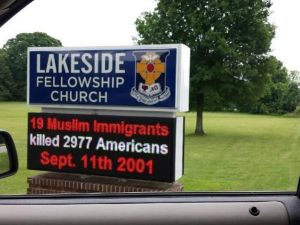 LAKESIDE
FELLOWSHIP
CHURCH
19 Muslim Immigrants
killed 2977 Americans
Sept. 11th 2001